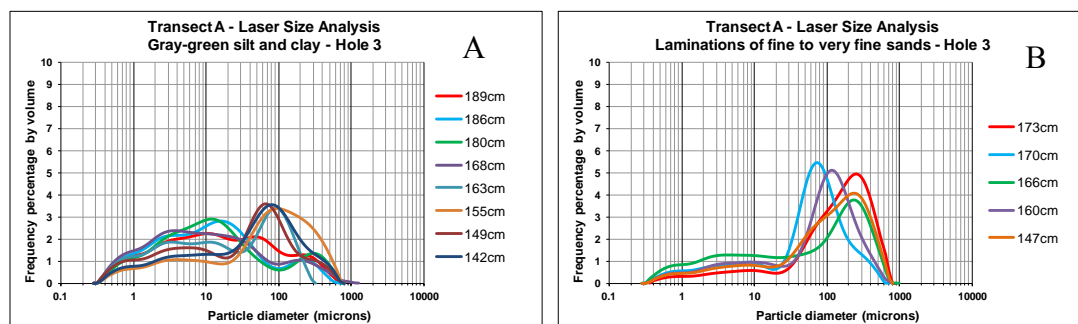 Transect A - Laser Size Analysis
Gray-green silt and clay - Hole 3
A
Frequency percentage by volume
10
9
8
7
6
5
4
3
2
1
0
0.1 1 10 100 1000 10000
Particle diameter (microns)
189cm
186cm
180cm
168cm
163cm
155cm
149cm
142cm
Transect A - Laser Size Analysis
Laminations of fine to very fine sands - Hole 3
B
Frequency percentage by volume
10
9
8
7
6
5
4
3
2
1
0
0.1 1 10 100 1000 10000
Particle diameter (microns)
173cm
170cm
166cm
160cm
147cm